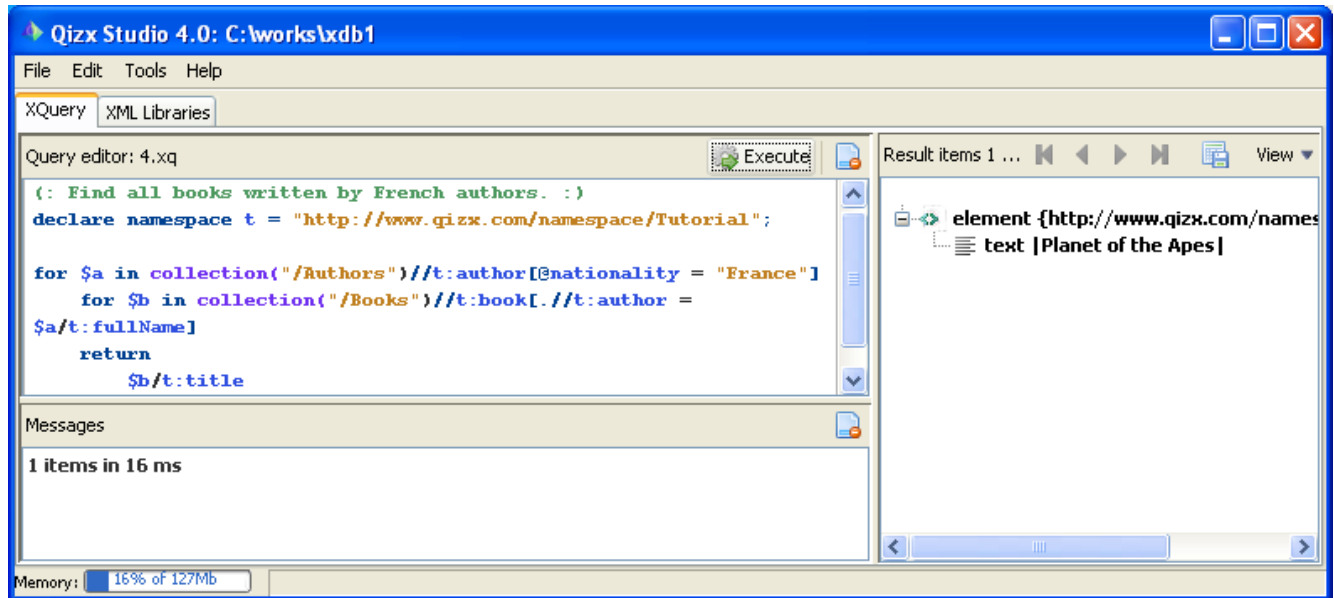 Qizx Studio 4.0: C:\works\xdb1
File Edit Tools Help
XQuery XML Libraries
Query editor: 4.xq Execute
(: Find all books written by French authors. :)
declare namespace t = "http://www.qizx.com/namespace/Tutorial";
for $a in collection("/Authors")//t:author[@nationality = "France"]
for $b in collection("/Books")//t:book[.//t:author =
$a/t:fullName]
return
$b/t:title
Messages
1 items in 16 ms
Result items 1 ... View
element {http://www.qizx.com/names
text |Planet of the Apes|
Memory: 16% of 127Mb